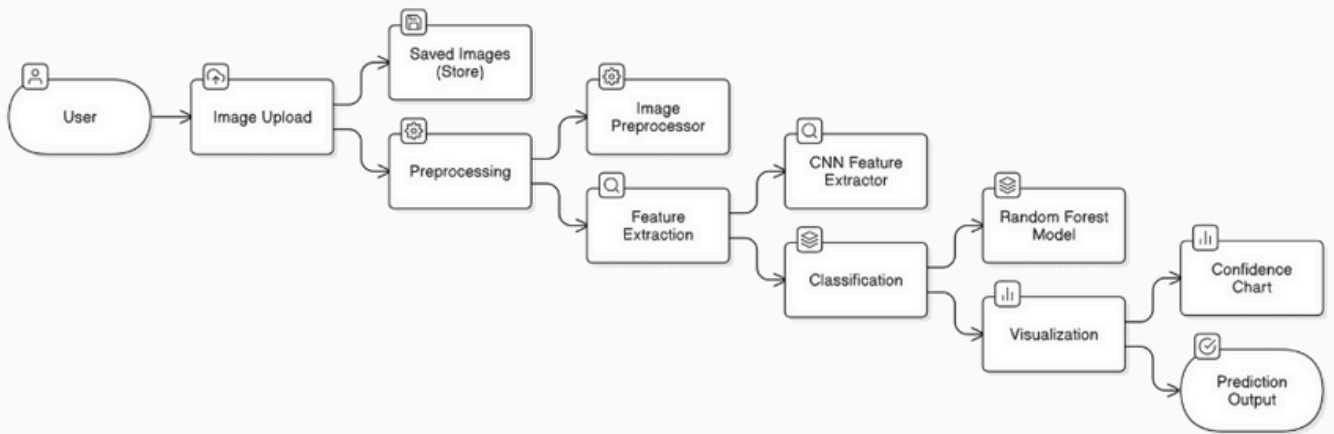 User
Image Upload
Saved Images
(Store)
Preprocessing
Image
Preprocessor
Feature
Extraction
CNN Feature
Extractor
Classification
Random Forest
Model
Visualization
Confidence
Chart
Prediction
Output